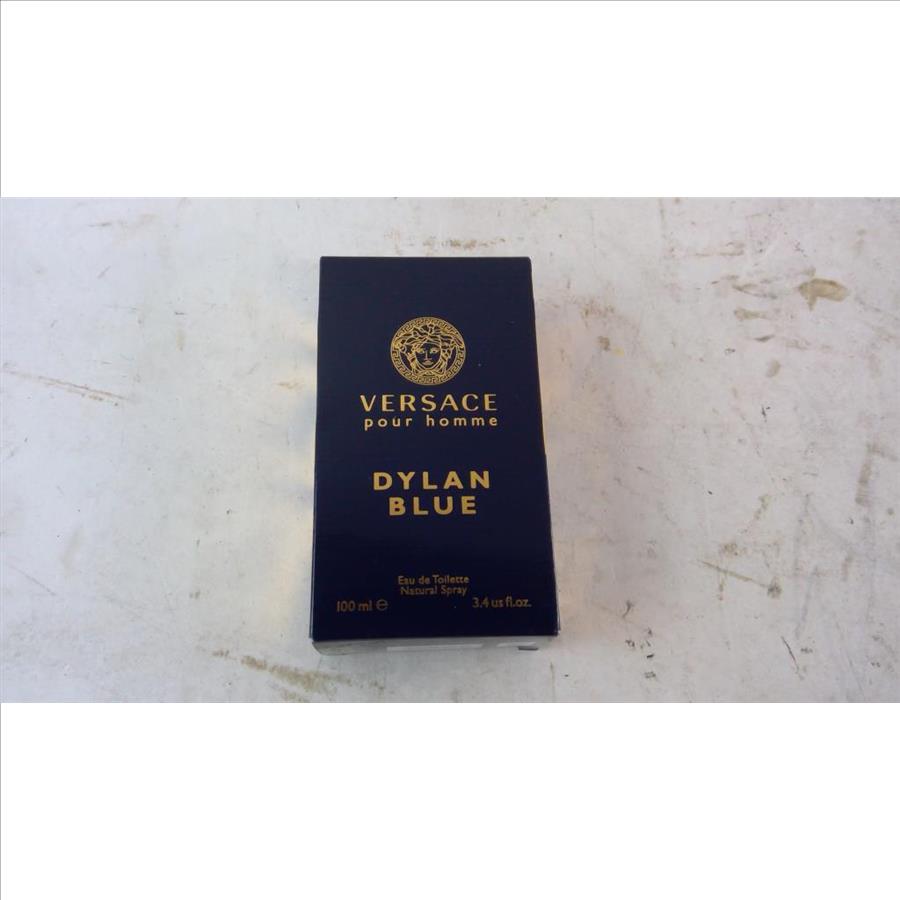 VERSACE
pour homme
DYLAN
BLUE
Eau de Toilette
Natural Spray
100 ml ℮ 3.4 us fl.oz.